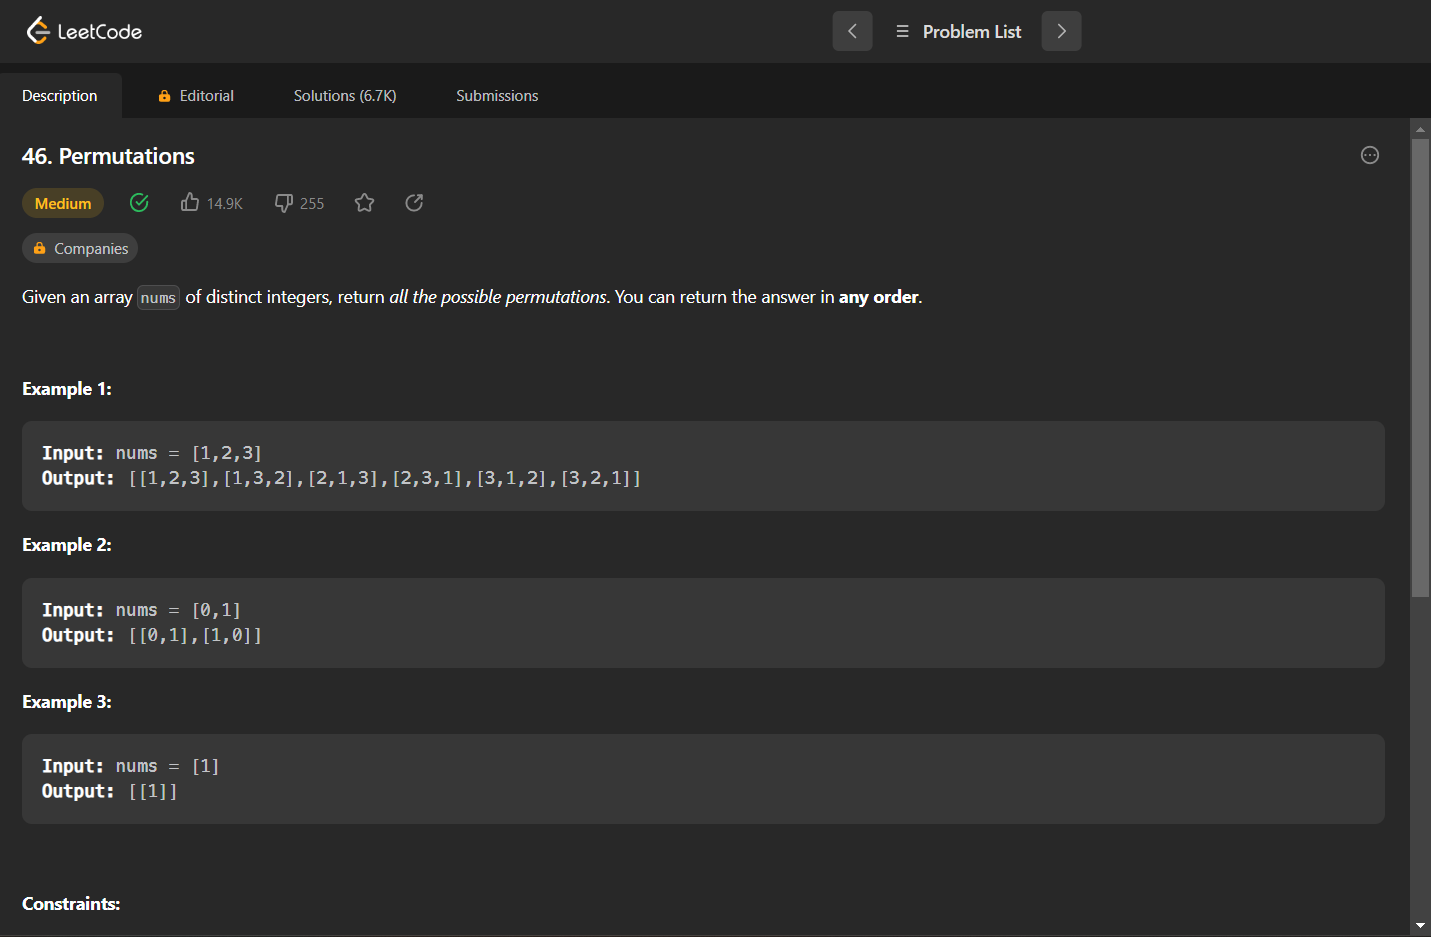 LeetCode
Problem List
Description Editorial Solutions (6.7K) Submissions
46. Permutations
Medium 14.9K 255
Companies
Given an array nums of distinct integers, return all the possible permutations. You can return the answer in any order.
Example 1:
Input: nums = [1,2,3]
Output: [[1,2,3],[1,3,2],[2,1,3],[2,3,1],[3,1,2],[3,2,1]]
Example 2:
Input: nums = [0,1]
Output: [[0,1],[1,0]]
Example 3:
Input: nums = [1]
Output: [[1]]
Constraints: